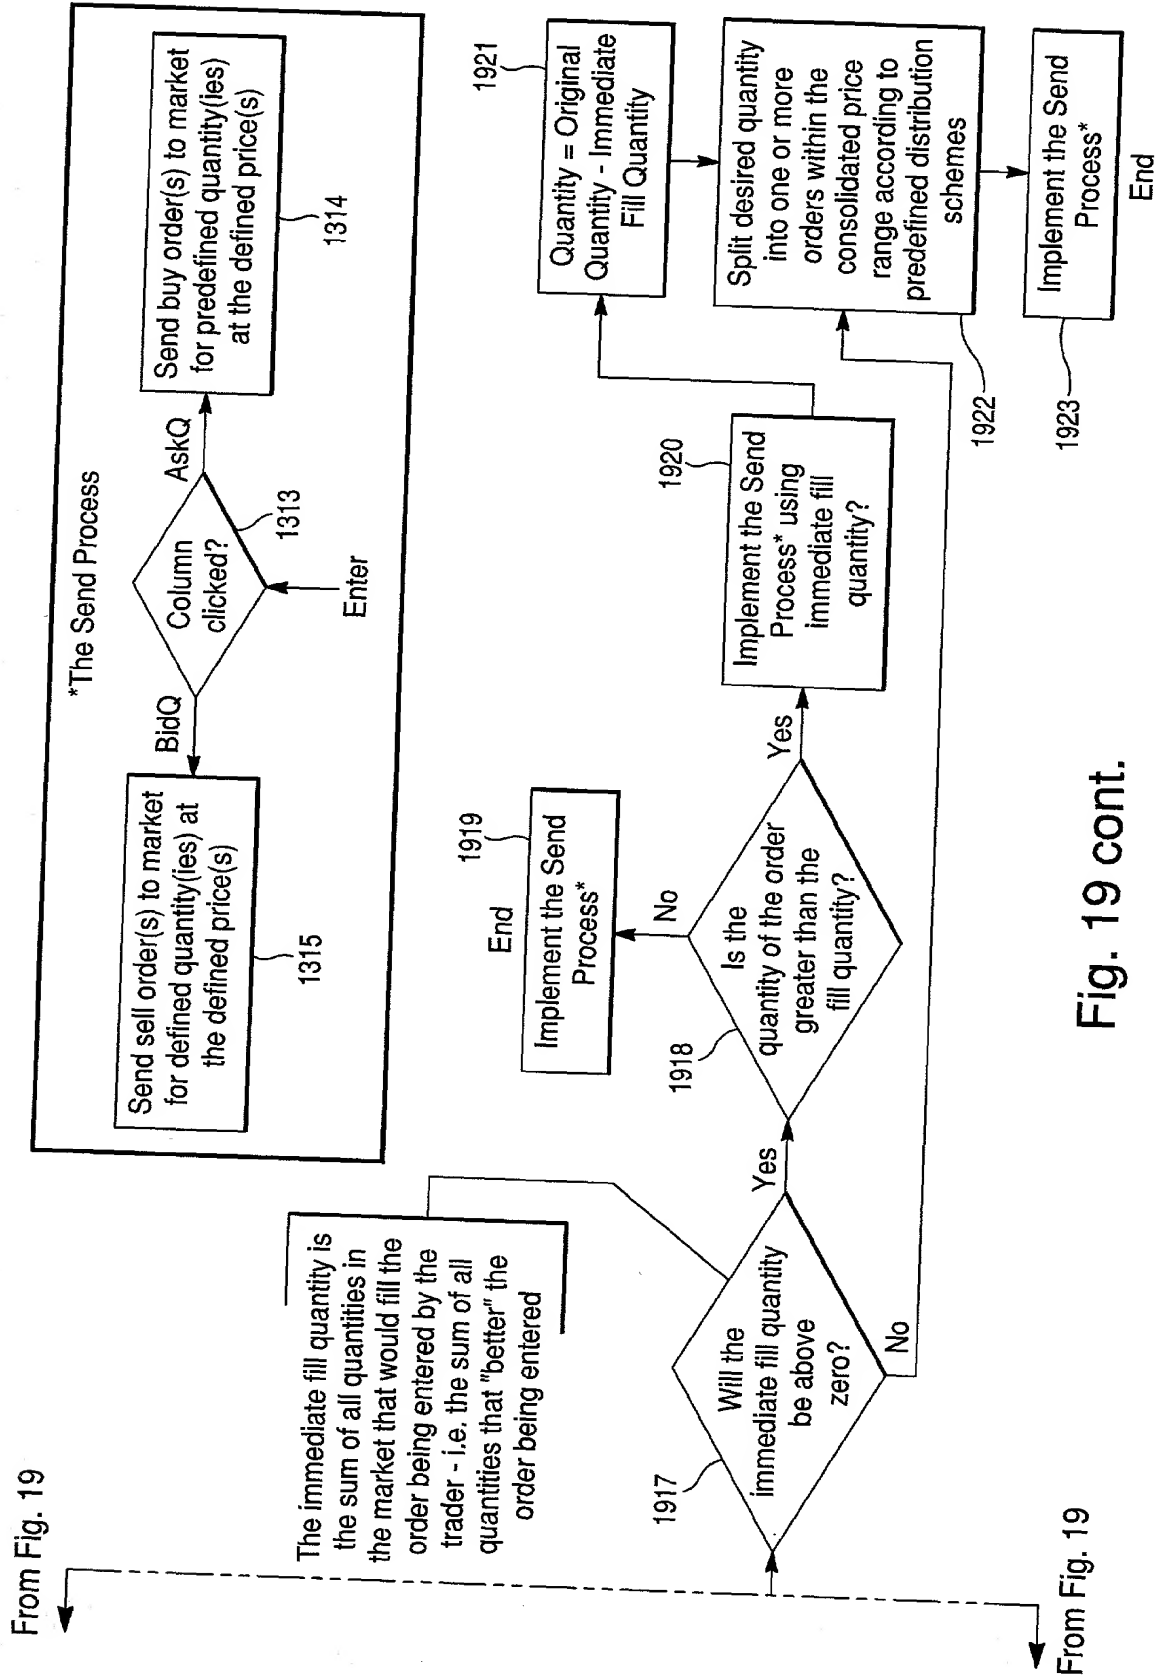 From Fig. 19
*The Send Process
Send sell order(s) to market
for defined quantity(ies) at
the defined price(s)
1315
BidQ
Column
clicked?
1313
Enter
AskQ
Send buy order(s) to market
for predefined quantity(ies)
at the defined price(s)
1314
The immediate fill quantity is
the sum of all quantities in
the market that would fill the
order being entered by the
trader - i.e. the sum of all
quantities that "better" the
order being entered
1917
Will the
immediate fill quantity
be above
zero?
Yes
No
1918
Is the
quantity of the order
greater than the
fill quantity?
No
Yes
End
1919
Implement the Send
Process*
1920
Implement the Send
Process* using
immediate fill
quantity?
1921
Quantity = Original
Quantity - Immediate
Fill Quantity
Split desired quantity
into one or more
orders within the
consolidated price
range according to
predefined distribution
schemes
1922
Implement the Send
Process*
1923
End
From Fig. 19
Fig. 19 cont.